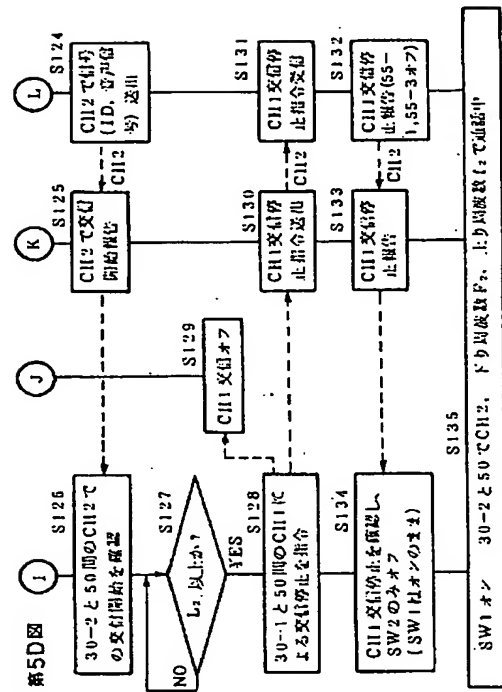 第5D図
I
J
K
L
S126
30-2と50間のCH2で
の交信開始を確認
S125
CH2で交信
開始報告
S124
CH2で信号
(ID、音声信
号) 送出
CH2
S127
L₂ 以上か?
NO
YES
S128
30-1と50間のCH1に
よる交信停止を指令
S129
CH1交信オフ
S130
CH1交信停
止指令送出
S131
CH1交信停
止指令受信
CH2
S134
CH1交信停止を確認し、
SW2のみオフ
(SW1はオンのまま)
S133
CH1交信停
止報告
S132
CH1交信停
止報告(55-
1,55-3オフ)
CH2
S135
SW1オン 30-2と50でCH2、下り周波数F₂、上り周波数f₂で通話中